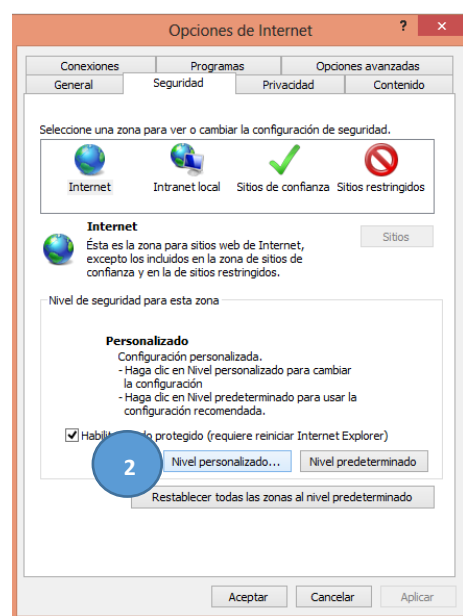 Opciones de Internet
?
×
Conexiones
Programas
Opciones avanzadas
General
Seguridad
Privacidad
Contenido
Seleccione una zona para ver o cambiar la configuración de seguridad.
Internet
Intranet local
Sitios de confianza
Sitios restringidos
Internet
Ésta es la zona para sitios web de Internet,
excepto los incluidos en la zona de sitios de
confianza y en la de sitios restringidos.
Sitios
Nivel de seguridad para esta zona
Personalizado
Configuración personalizada.
- Haga clic en Nivel personalizado para cambiar
la configuración
- Haga clic en Nivel predeterminado para usar la
configuración recomendada.
protegido (requiere reiniciar Internet Explorer)
2
Nivel personalizado...
Nivel predeterminado
Restablecer todas las zonas al nivel predeterminado
Aceptar
Cancelar
Aplicar